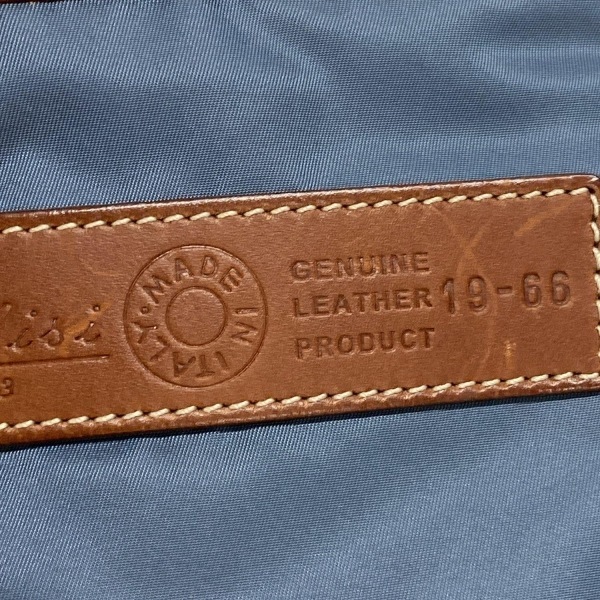 MADE IN ITALY
GENUINE
LEATHER
PRODUCT
19-66